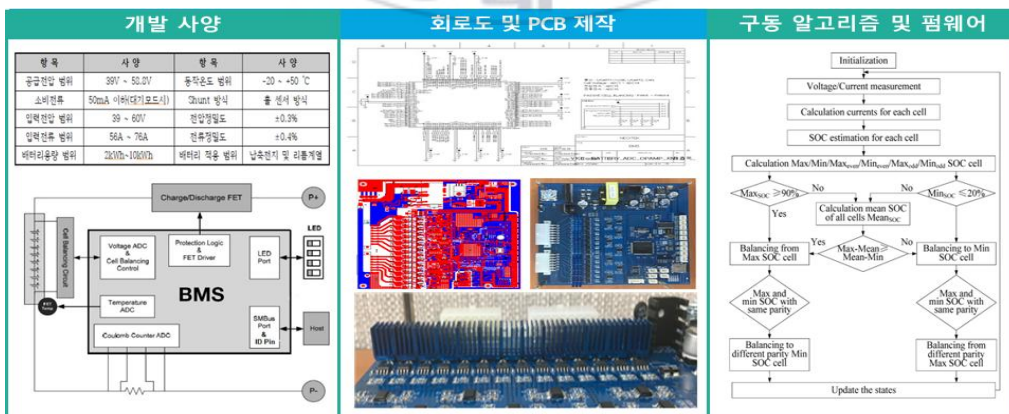 개발 사양
항 목 사 양 항 목 사 양
공급전압 범위 39V ~ 50.0V 동작온도 범위 -20 ~ +50 ℃
소비전류 50mA 이하(대기모드시) Shunt 방식 홀 센서 방식
입력전압 범위 39 ~ 60V 전압정밀도 ±0.3%
입력전류 범위 56A ~ 76A 전류정밀도 ±0.4%
배터리용량 범위 2kWh~10kWh 배터리 적용 범위 납축전지 및 리튬계열
Charge/Discharge FET
P+
Cell Balancing Circuit
Voltage ADC
&
Cell Balancing
Control
Protection Logic
&
FET Driver
LED
Port
LED
BMS
Temperature
ADC
Coulomb Counter ADC
SMBus
Port
&
ID Pin
Host
P-
회로도 및 PCB 제작
구동 알고리즘 및 펌웨어
Initialization
Voltage/Current measurement
Calculation currents for each cell
SOC estimation for each cell
Calculation Max/Min/Maxeven/Mineven/Maxodd/Minodd SOC cell
MaxSOC ≥90%
No
No
MinSOC ≤20%
Yes
Calculation mean SOC
of all cells MeanSOC
Yes
Balancing from
Max SOC cell
Yes
Max-Mean≥
Mean-Min
No
Balancing to Min
SOC cell
Max and
min SOC with
same parity
Max and
min SOC with
same parity
Balancing to
different parity Min
SOC cell
Balancing from
different parity
Max SOC cell
Update the states